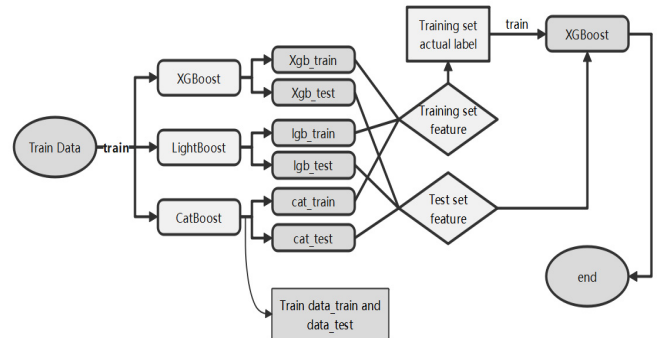 Training set
actual label
train
XGBoost
Xgb_train
XGBoost
Xgb_test
Training set
feature
Train Data
train
LightBoost
lgb_train
lgb_test
CatBoost
cat_train
cat_test
Test set
feature
end
Train data_train and
data_test